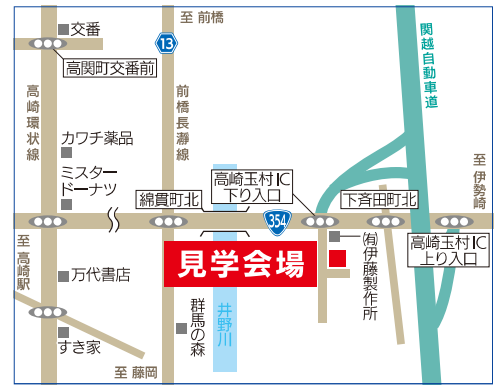 交番
至 前橋
13
高関町交番前
関越自動車道
高崎環状線
前橋長瀞線
カワチ薬品
ミスター
ドーナツ
綿貫町北
高崎玉村IC
下り入口
下斉田町北
至 伊勢崎
354
至 高崎駅
見学会場
㈲伊藤製作所
高崎玉村IC
上り入口
万代書店
群馬の森
井野川
すき家
至 藤岡